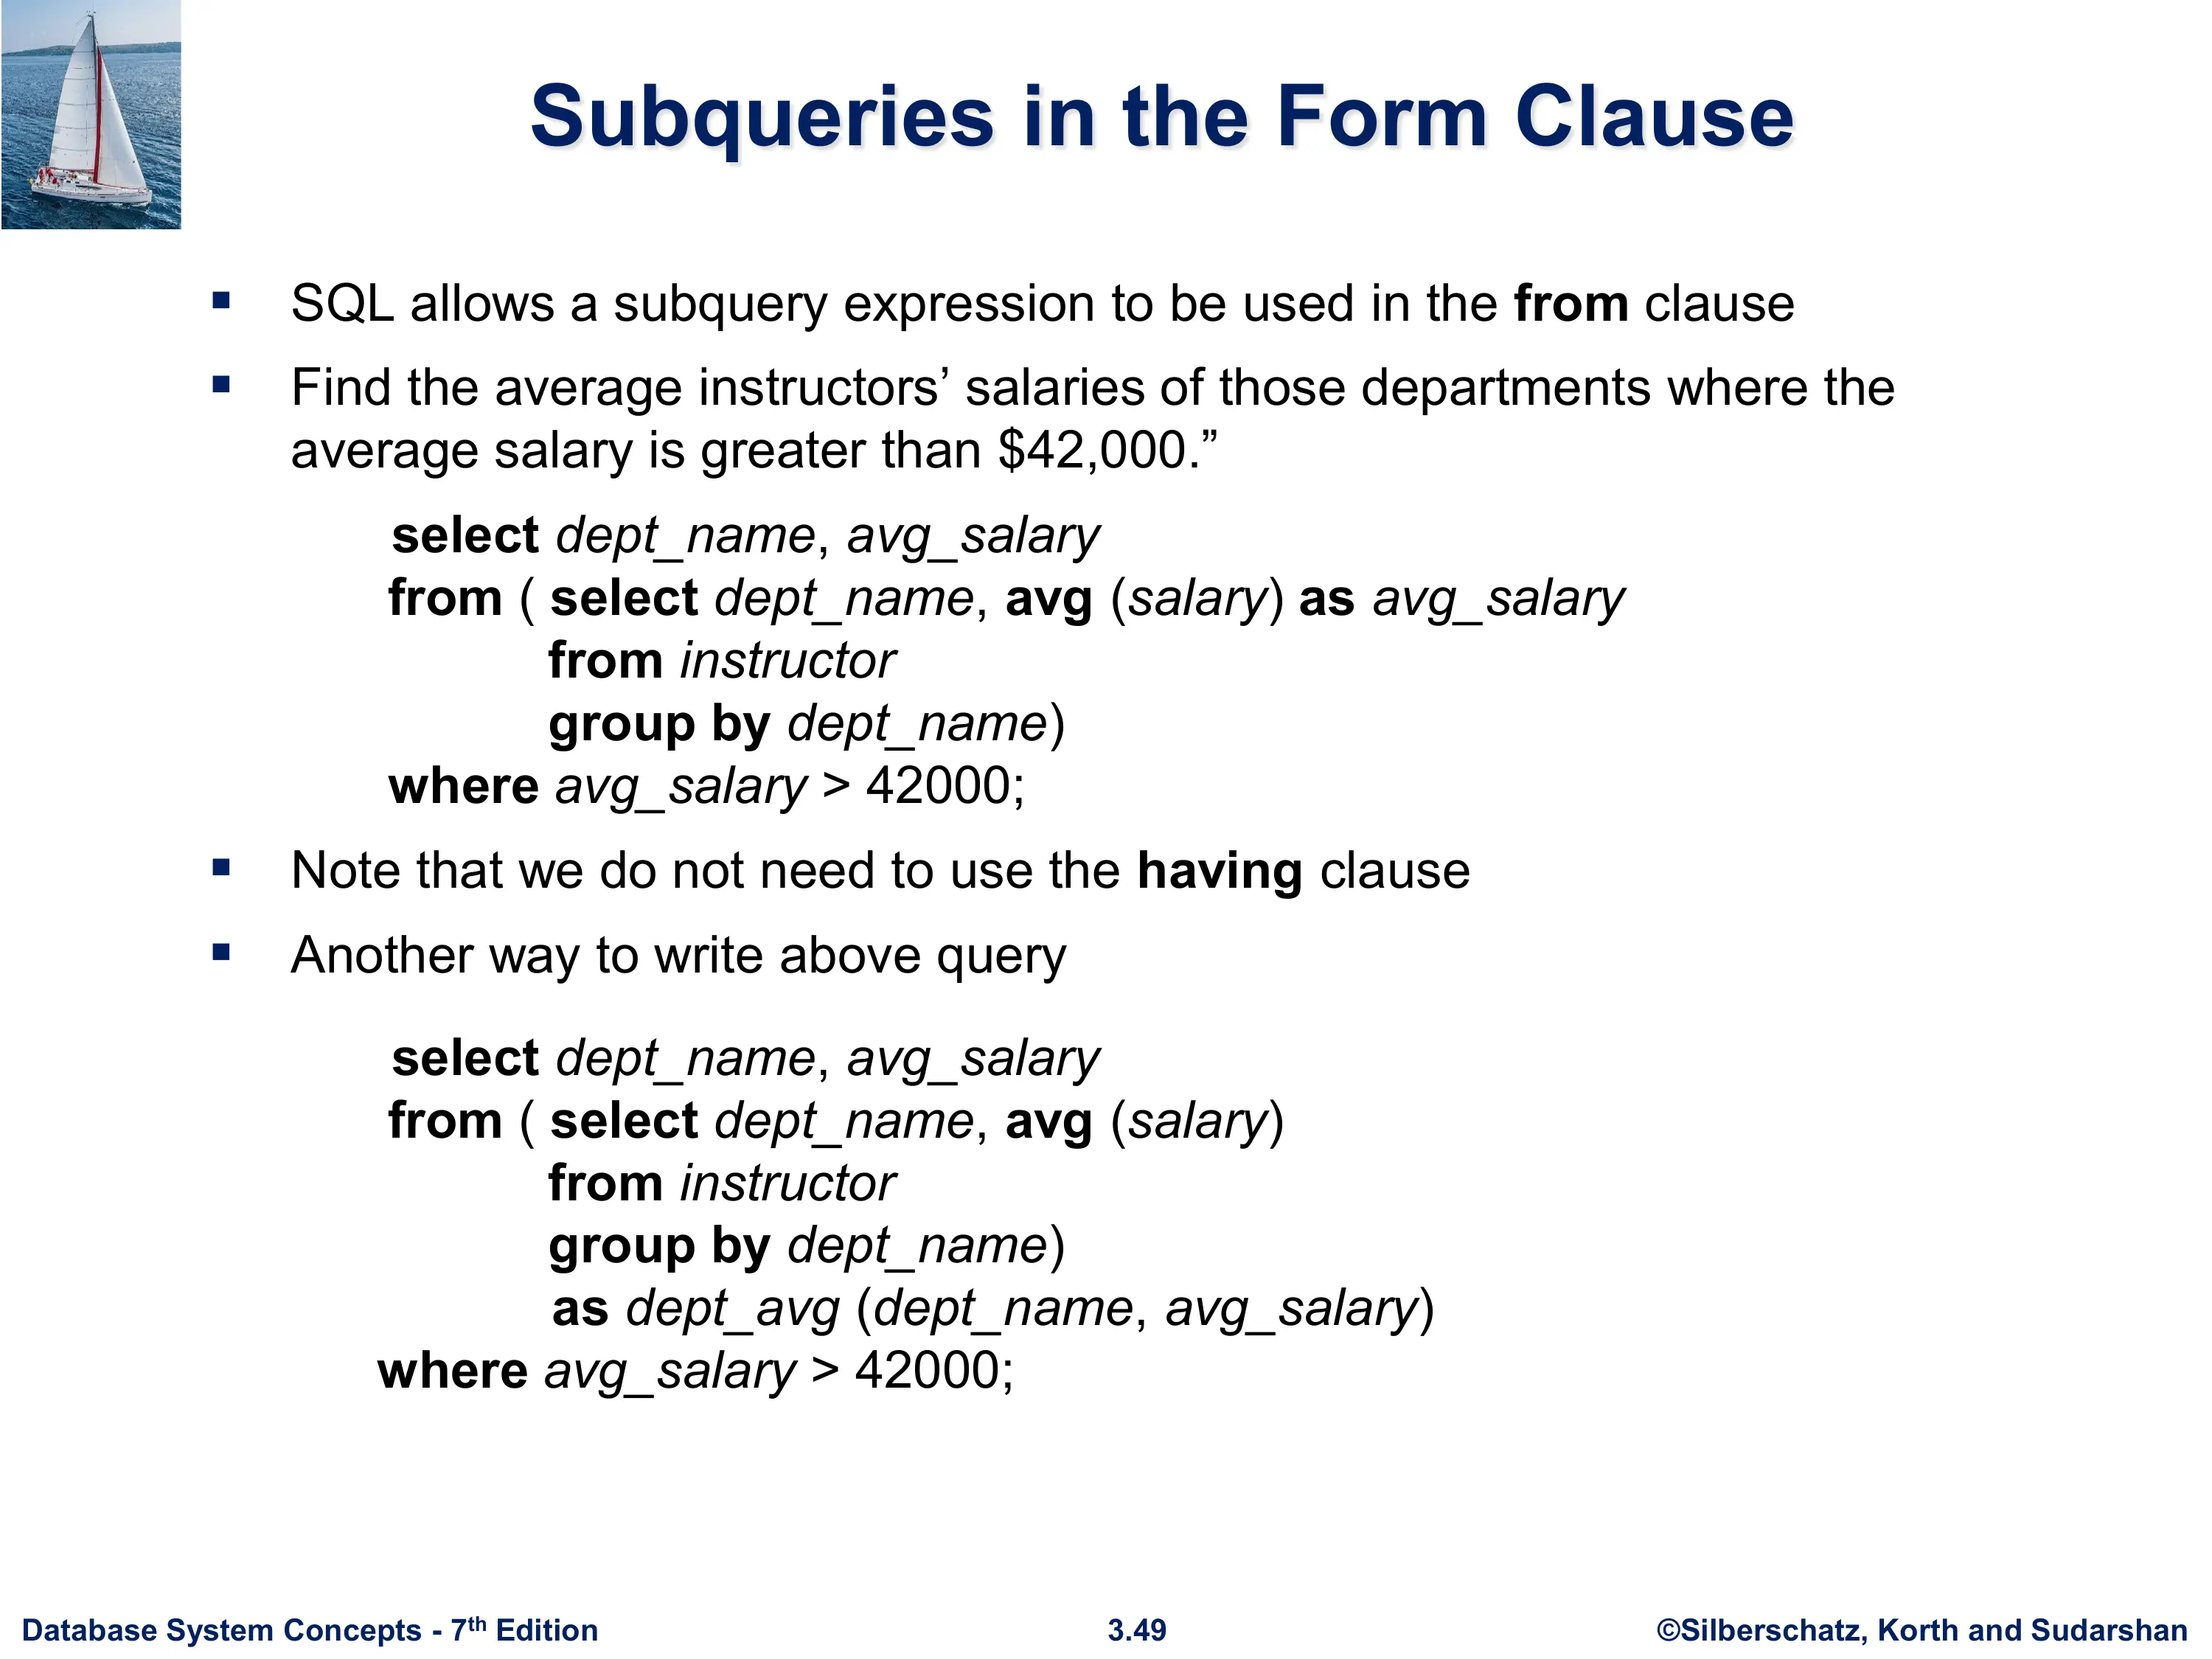 Subqueries in the Form Clause
▪ SQL allows a subquery expression to be used in the from clause
▪ Find the average instructors’ salaries of those departments where the
average salary is greater than $42,000.”
select dept_name, avg_salary
from ( select dept_name, avg (salary) as avg_salary
from instructor
group by dept_name)
where avg_salary > 42000;
▪ Note that we do not need to use the having clause
▪ Another way to write above query
select dept_name, avg_salary
from ( select dept_name, avg (salary)
from instructor
group by dept_name)
as dept_avg (dept_name, avg_salary)
where avg_salary > 42000;
Database System Concepts - 7th Edition 3.49 ©Silberschatz, Korth and Sudarshan